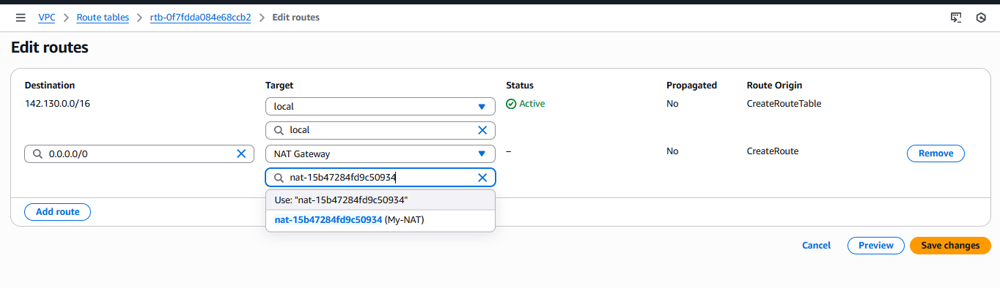 VPC > Route tables > rtb-0f7fdda084e68ccb2 > Edit routes
Edit routes
Destination Target Status Propagated Route Origin
142.130.0.0/16 local Active No CreateRouteTable
local
0.0.0.0/0 NAT Gateway – No CreateRoute Remove
nat-15b47284fd9c50934
Use: "nat-15b47284fd9c50934"
Add route
nat-15b47284fd9c50934 (My-NAT)
Cancel Preview Save changes